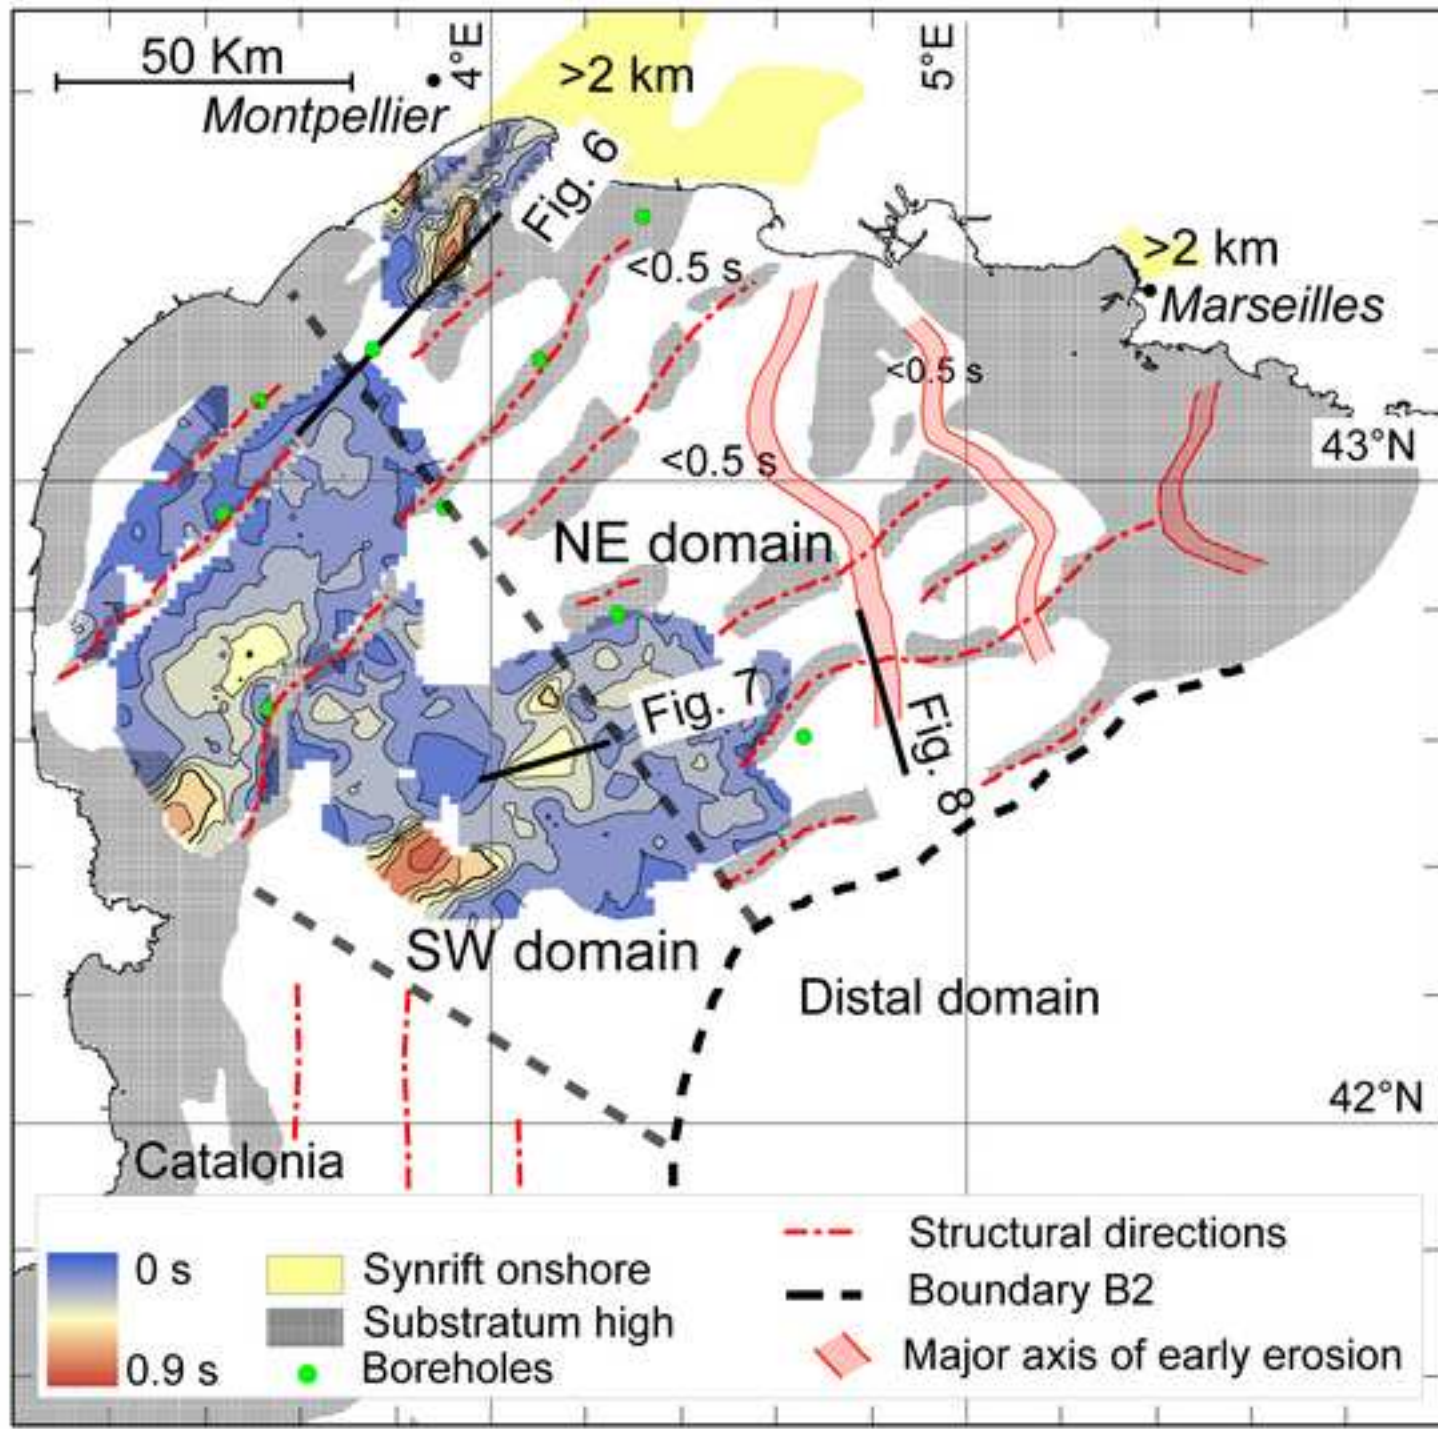 50 Km
4°E
5°E
>2 km
Montpellier
Fig. 6
<0.5 s
>2 km
Marseilles
<0.5 s
43°N
<0.5 s
NE domain
Fig. 7
Fig. 8
SW domain
Distal domain
42°N
Catalonia
0 s
0.9 s
Synrift onshore
Substratum high
Boreholes
Structural directions
Boundary B2
Major axis of early erosion